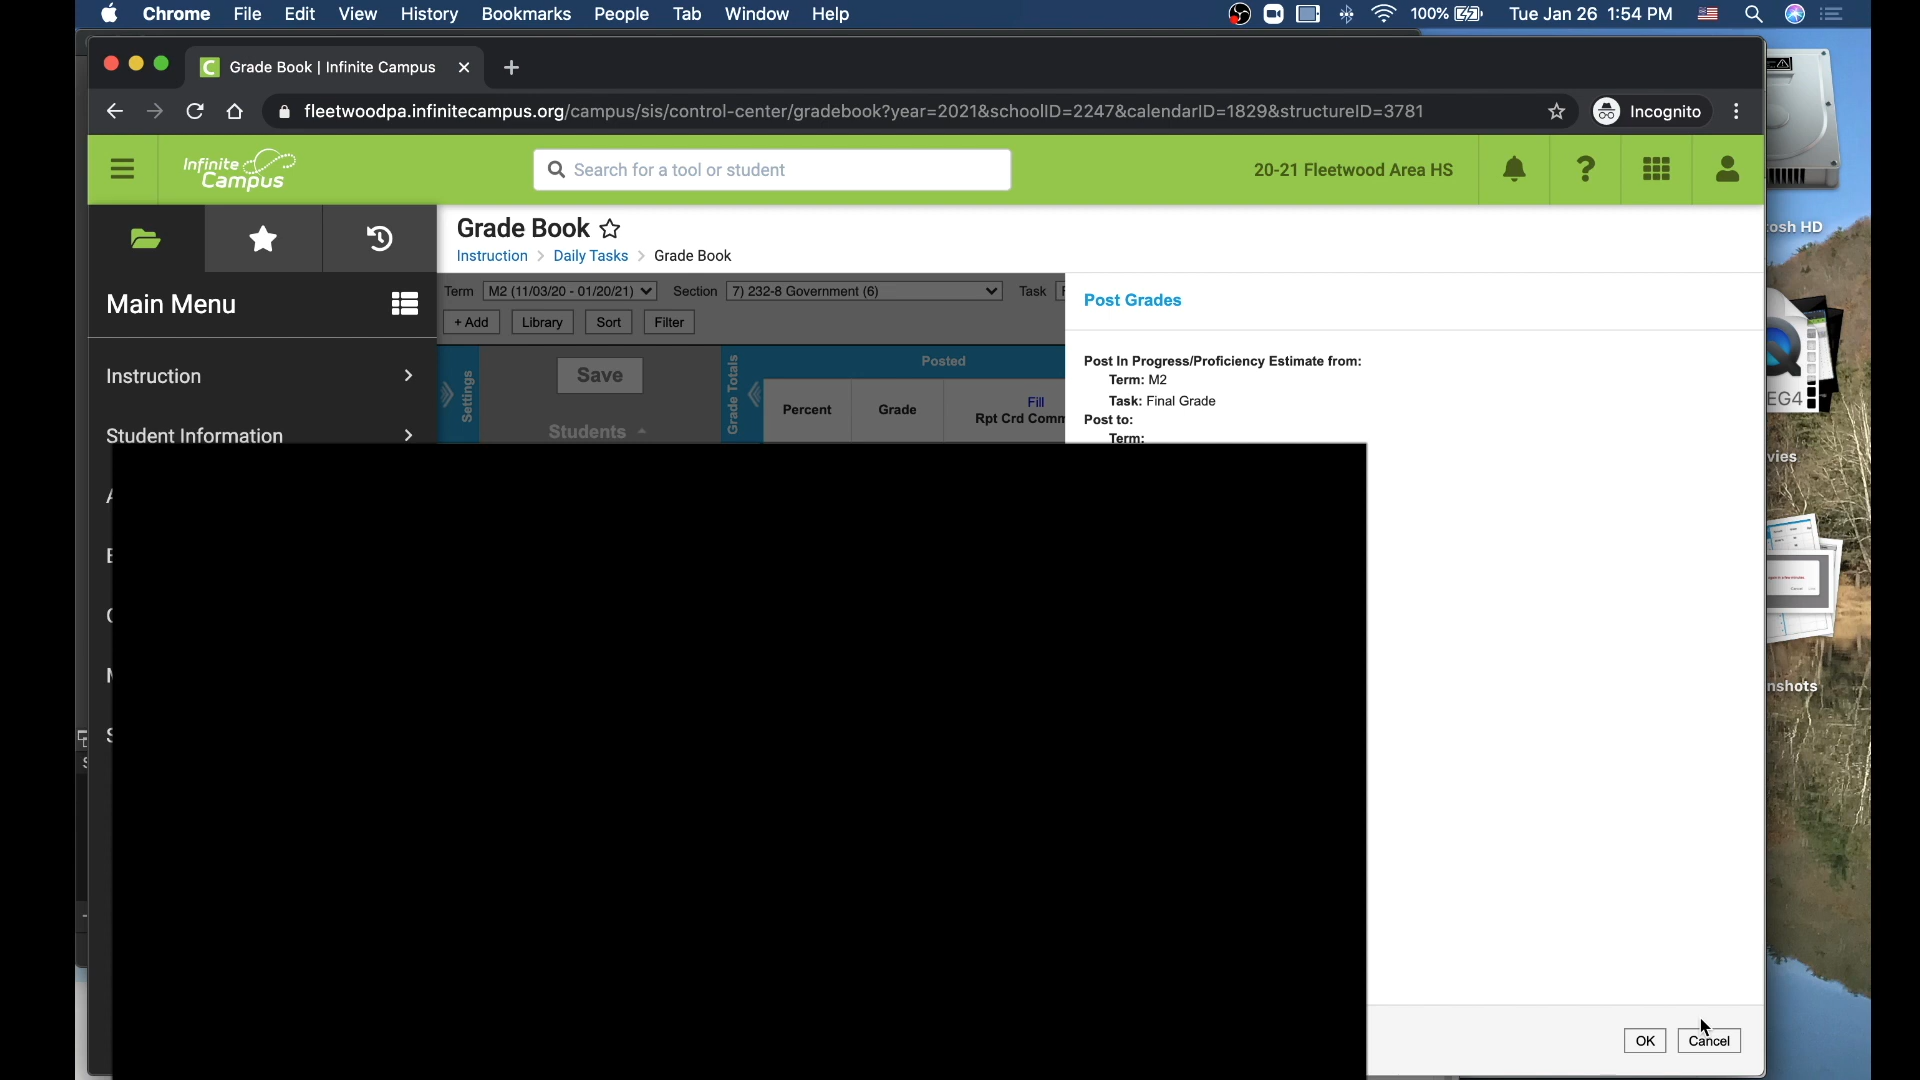 Chrome File Edit View History Bookmarks People Tab Window Help 100% Tue Jan 26 1:54 PM
Grade Book | Infinite Campus
fleetwoodpa.infinitecampus.org/campus/sis/control-center/gradebook?year=2021&schoolID=2247&calendarID=1829&structureID=3781 Incognito
Infinite Campus
Search for a tool or student
20-21 Fleetwood Area HS
Grade Book
Instruction > Daily Tasks > Grade Book
Main Menu
Instruction
Student Information
Term M2 (11/03/20 - 01/20/21) Section 7) 232-8 Government (6) Task
+ Add Library Sort Filter
Settings
Save
Students
Grade Totals
Posted
Percent Grade Fill
Rpt Crd Comm
Post Grades
Post In Progress/Proficiency Estimate from:
Term: M2
Task: Final Grade
Post to:
Term:
OK Cancel
osh HD
EG4
vies
nshots